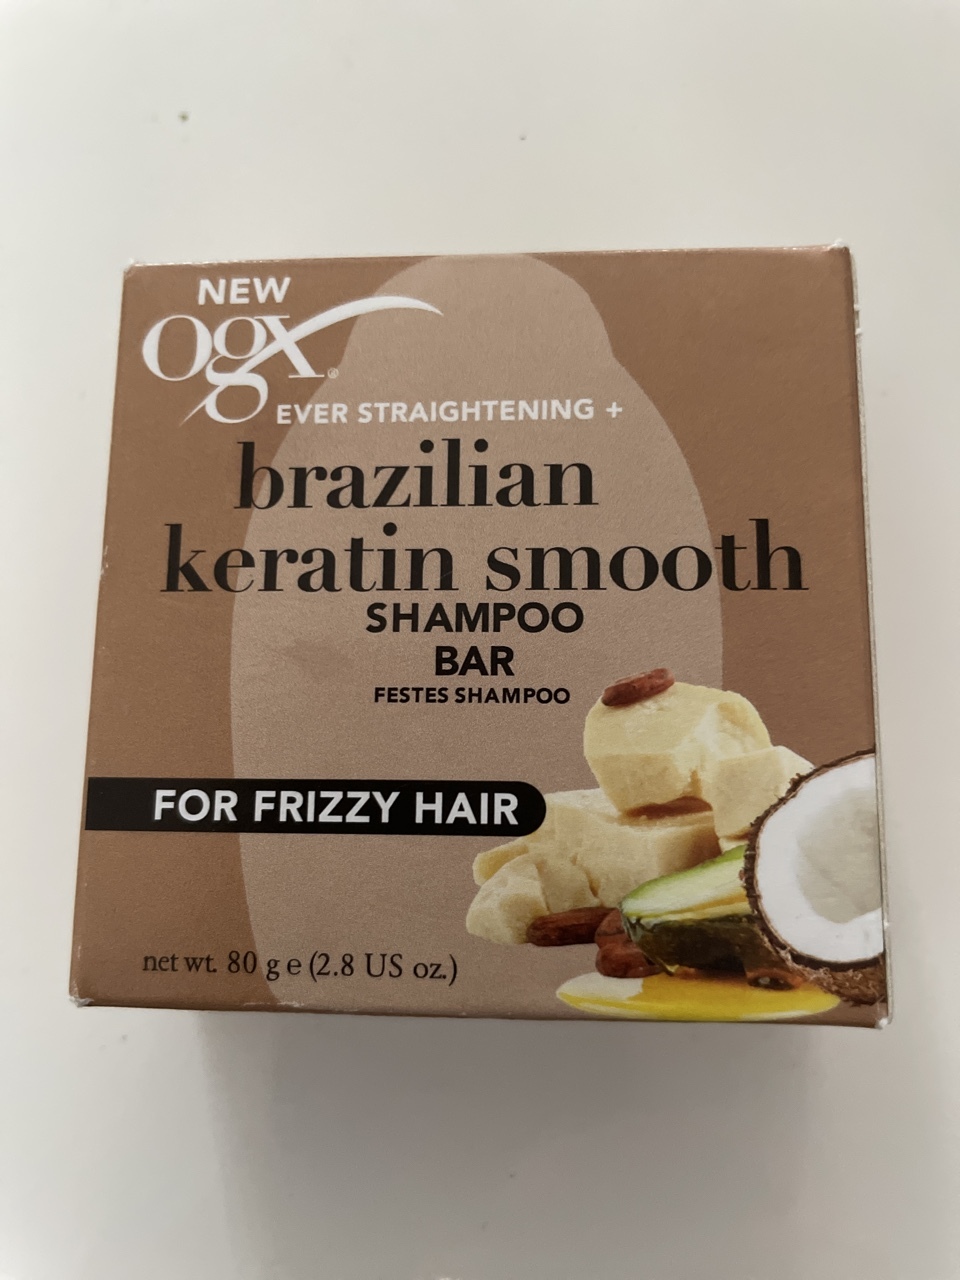 NEW
ogx®
EVER STRAIGHTENING +
brazilian
keratin smooth
SHAMPOO
BAR
FESTES SHAMPOO
FOR FRIZZY HAIR
net wt. 80 g e (2.8 US oz.)